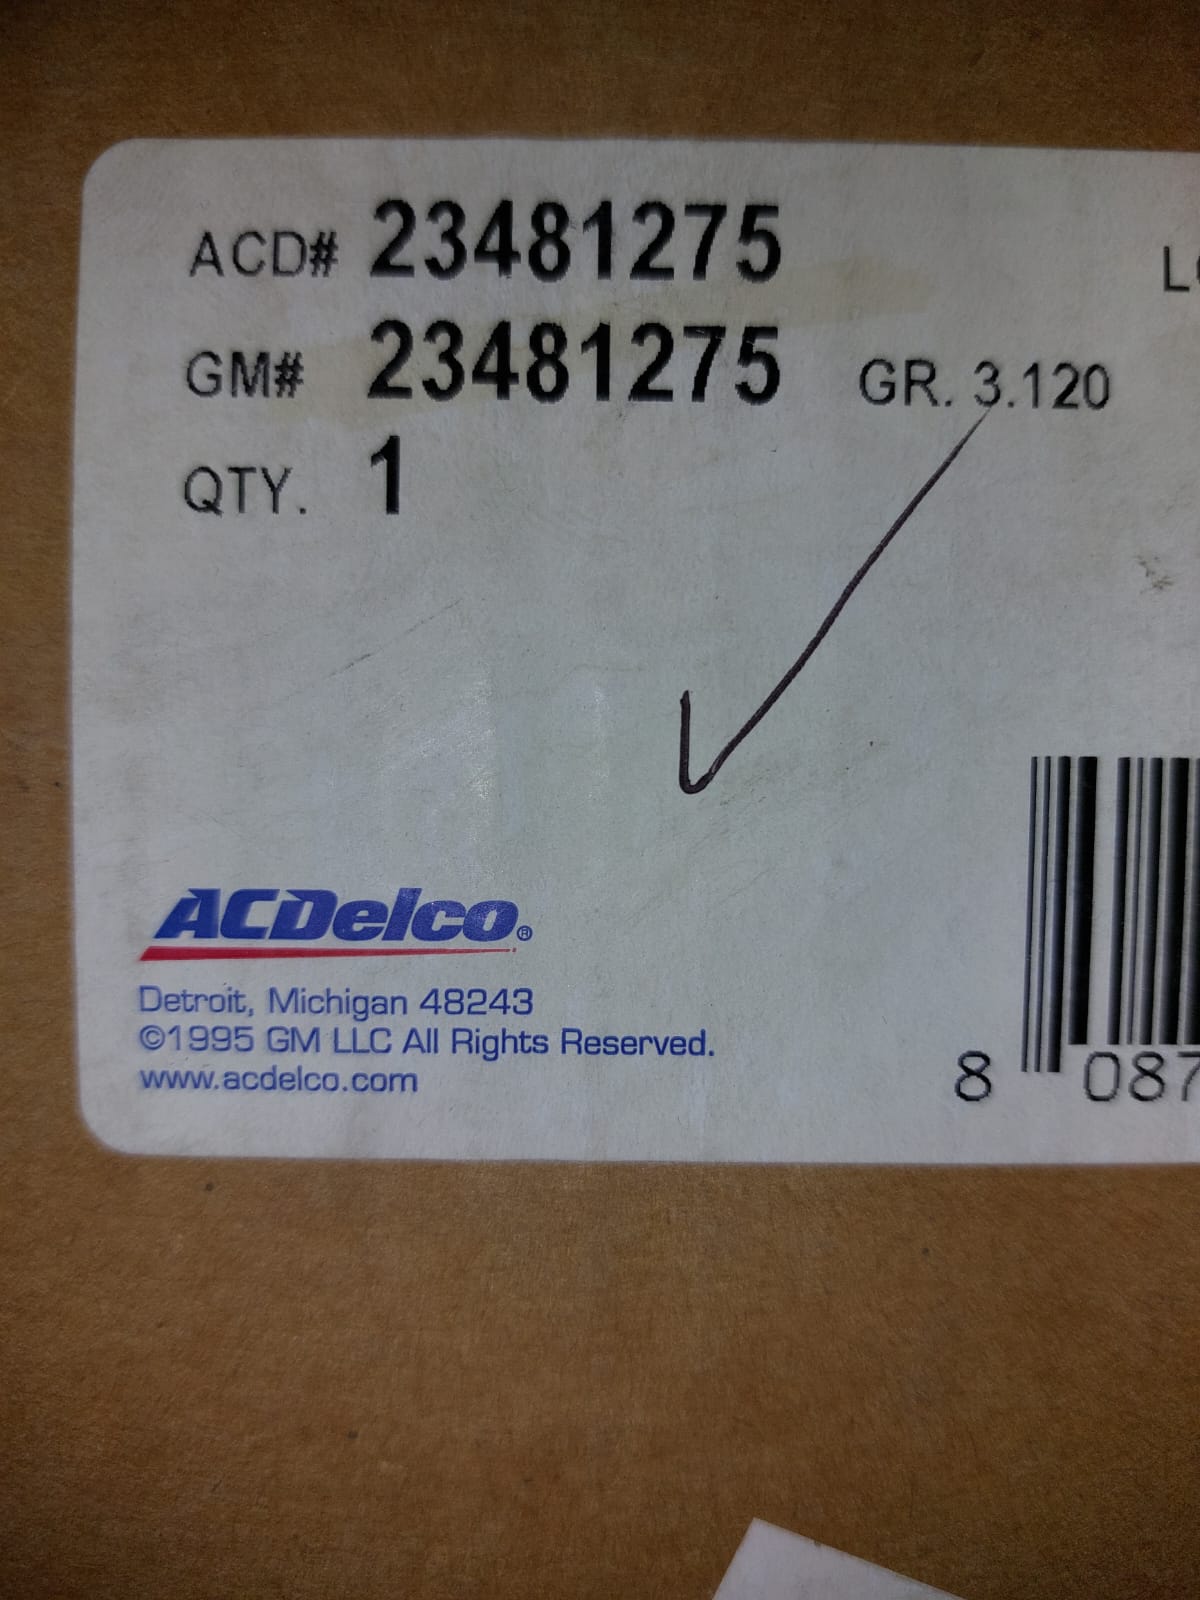 ACD# 23481275
GM# 23481275 GR. 3.120
QTY. 1
ACDelco®
Detroit, Michigan 48243
©1995 GM LLC All Rights Reserved.
www.acdelco.com
8 087